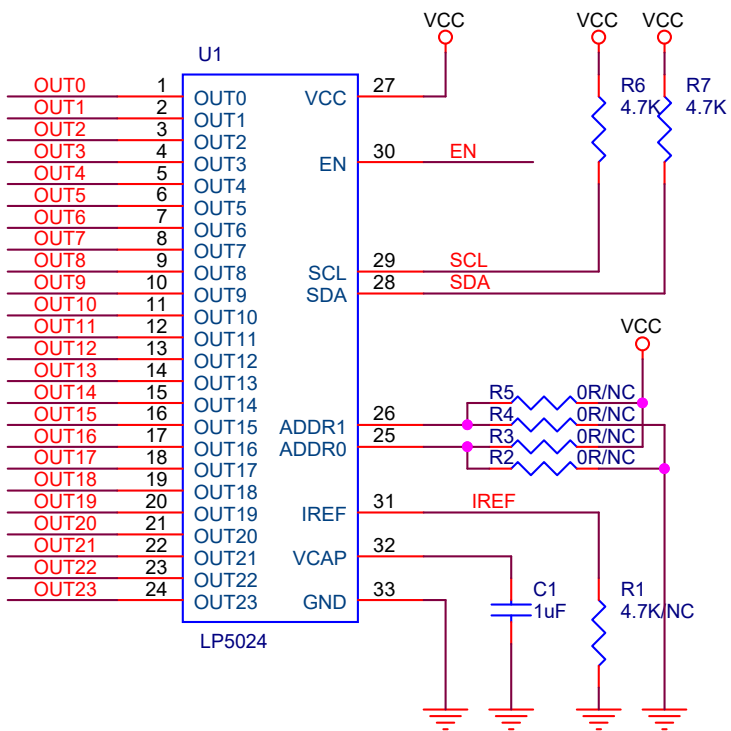 VCC VCC VCC
U1
R6 R7
4.7K 4.7K
OUT0 1 OUT0 VCC 27
OUT1 2 OUT1
OUT2 3 OUT2
OUT3 4 OUT3 EN 30 EN
OUT4 5 OUT4
OUT5 6 OUT5
OUT6 7 OUT6
OUT7 8 OUT7
OUT8 9 OUT8 SCL 29 SCL
OUT9 10 OUT9 SDA 28 SDA
OUT10 11 OUT10
OUT11 12 OUT11 VCC
OUT12 13 OUT12
OUT13 14 OUT13
OUT14 15 OUT14 R5 0R/NC
OUT15 16 OUT15 ADDR1 26 R4 0R/NC
OUT16 17 OUT16 ADDR0 25 R3 0R/NC
OUT17 18 OUT17 R2 0R/NC
OUT18 19 OUT18
OUT19 20 OUT19 IREF 31 IREF
OUT20 21 OUT20
OUT21 22 OUT21 VCAP 32
OUT22 23 OUT22 C1 R1
OUT23 24 OUT23 GND 33 1uF 4.7K/NC
LP5024